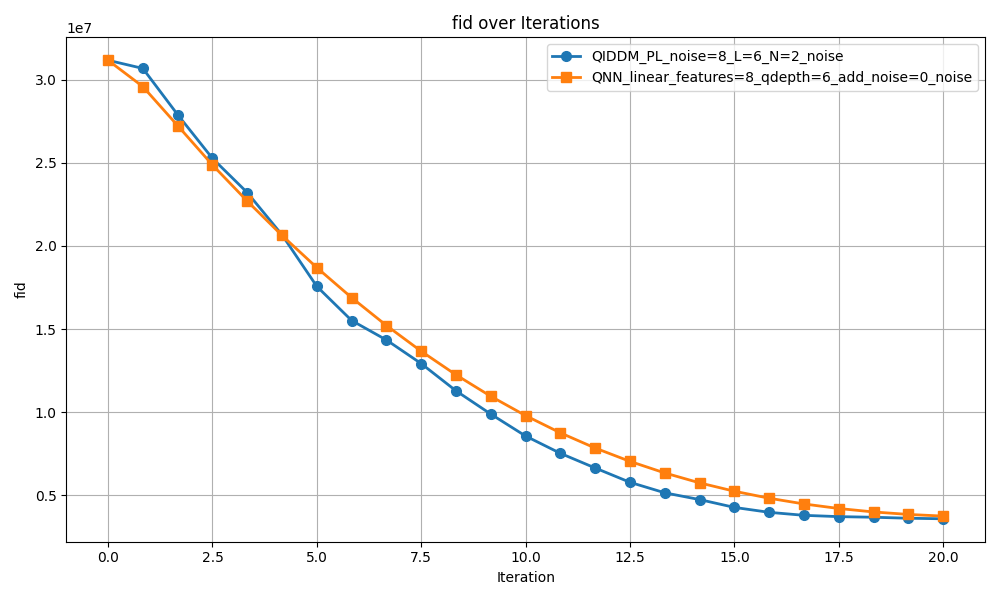 fid over Iterations
1e7
QIDDM_PL_noise=8_L=6_N=2_noise
QNN_linear_features=8_qdepth=6_add_noise=0_noise
3.0
2.5
2.0
1.5
1.0
0.5
fid
0.0 2.5 5.0 7.5 10.0 12.5 15.0 17.5 20.0
Iteration